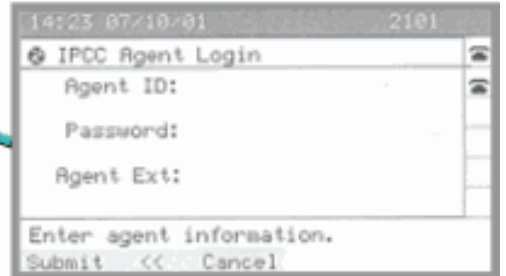 14:23 07/10/01 2101
IPCC Agent Login
Agent ID:
Password:
Agent Ext:
Enter agent information.
Submit << Cancel